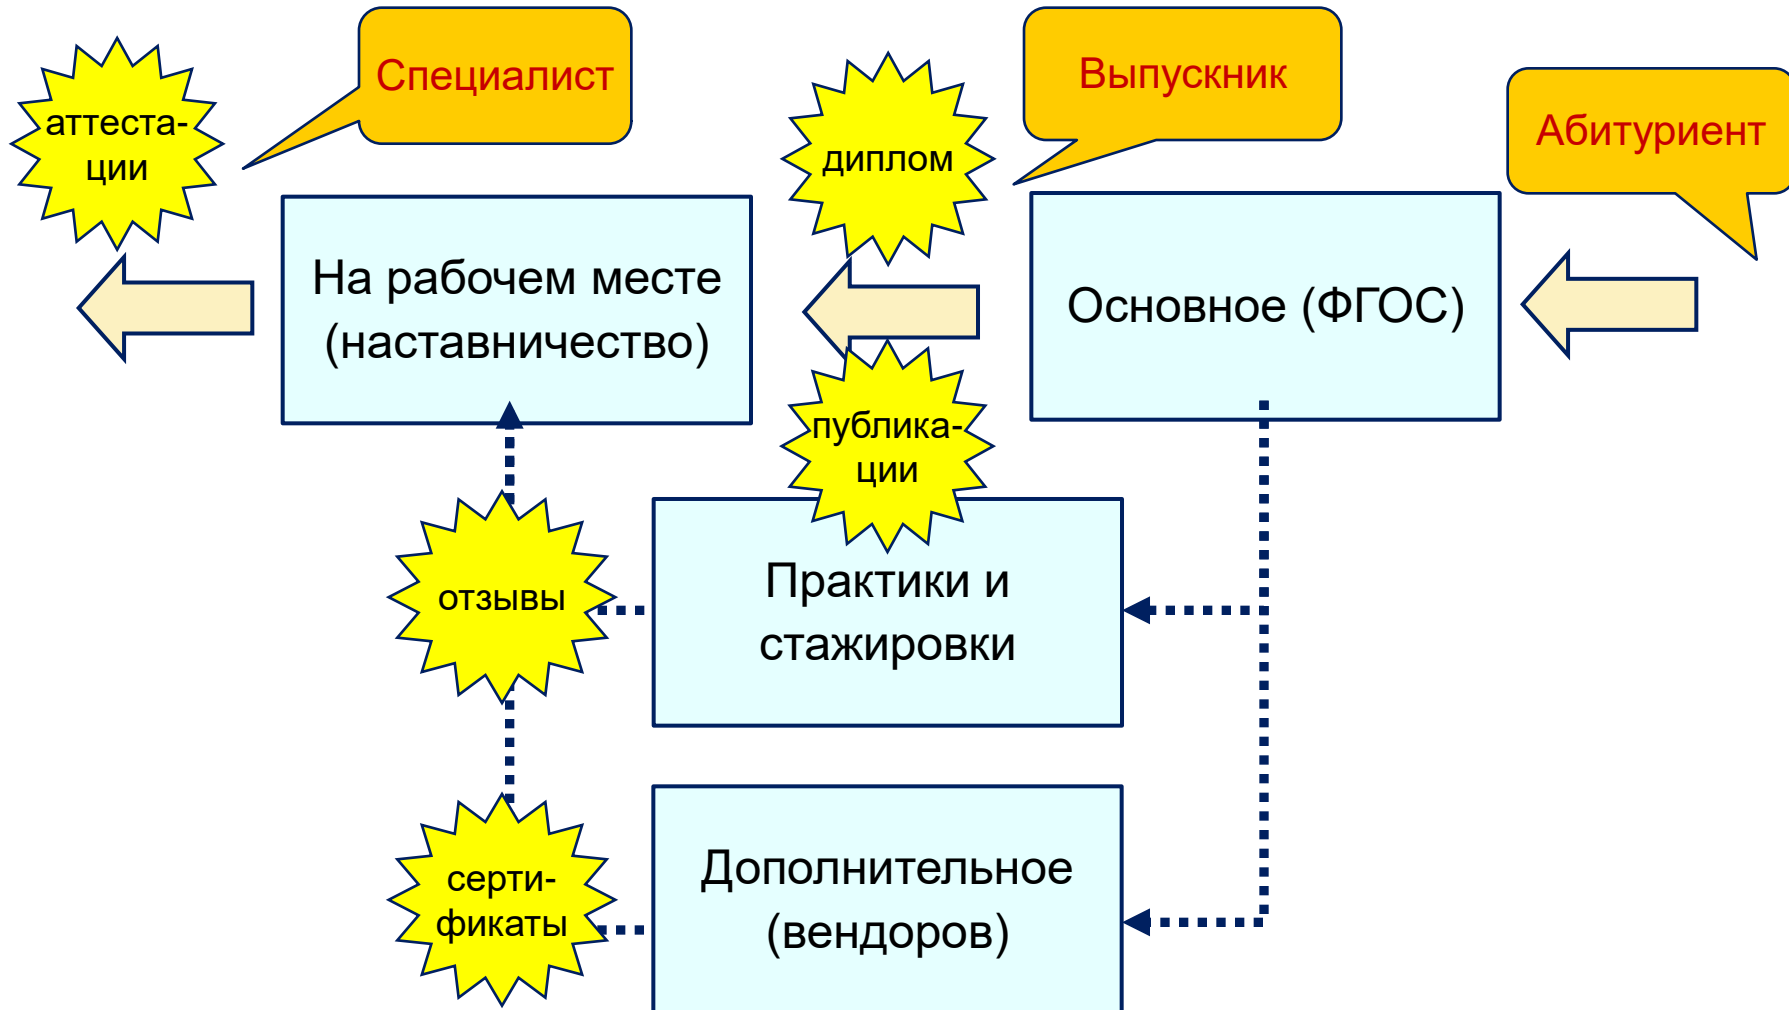 Специалист
Выпускник
Абитуриент
аттеста-
ции
диплом
На рабочем месте
(наставничество)
Основное (ФГОС)
публика-
ции
отзывы
Практики и
стажировки
серти-
фикаты
Дополнительное
(вендоров)